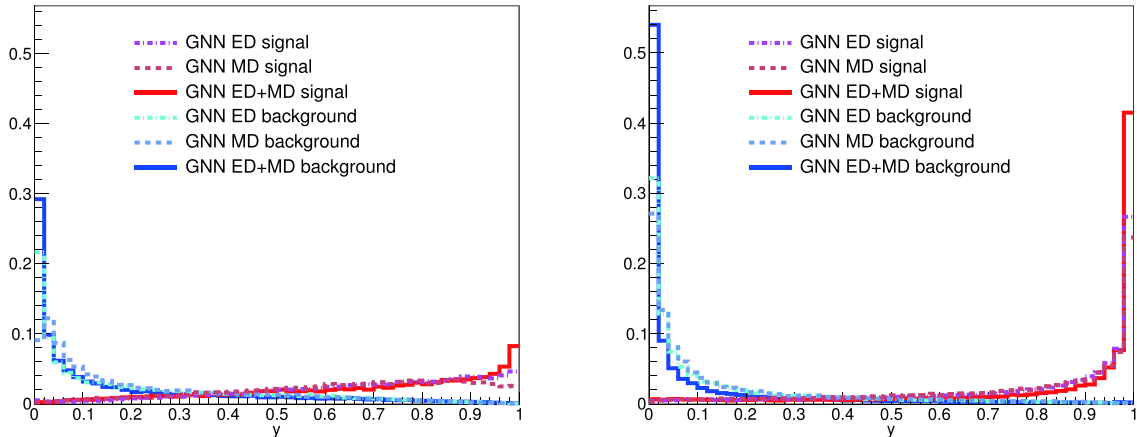 0.5
0.4
0.3
0.2
0.1
0
GNN ED signal
GNN MD signal
GNN ED+MD signal
GNN ED background
GNN MD background
GNN ED+MD background
0 0.1 0.2 0.3 0.4 0.5 0.6 0.7 0.8 0.9 1
y
0.5
0.4
0.3
0.2
0.1
0
GNN ED signal
GNN MD signal
GNN ED+MD signal
GNN ED background
GNN MD background
GNN ED+MD background
0 0.1 0.2 0.3 0.4 0.5 0.6 0.7 0.8 0.9 1
y